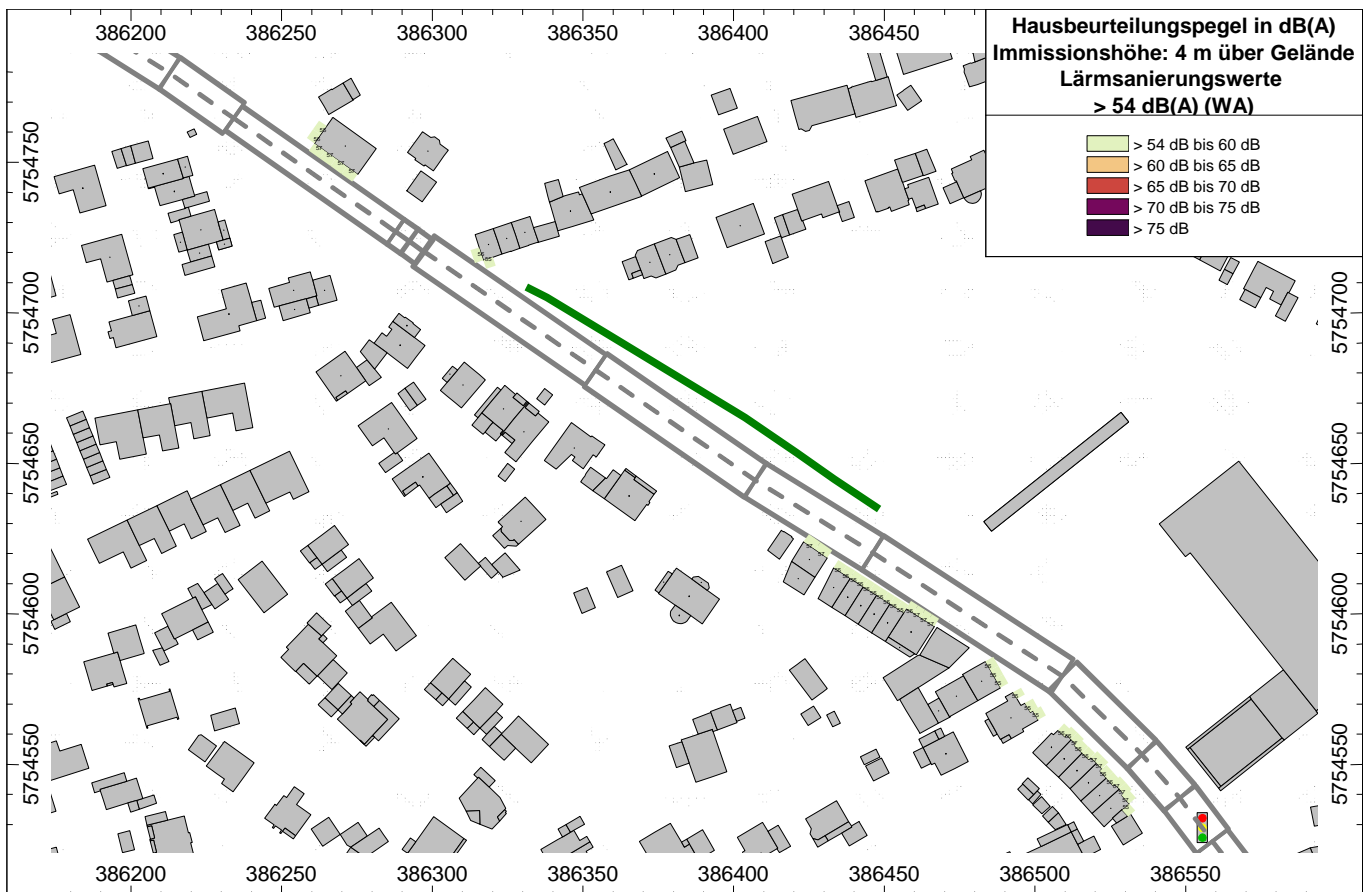 386200 386250 386300 386350 386400 386450
Hausbeurteilungspegel in dB(A)
Immissionshöhe: 4 m über Gelände
Lärmsanierungswerte
> 54 dB(A) (WA)
> 54 dB bis 60 dB
> 60 dB bis 65 dB
> 65 dB bis 70 dB
> 70 dB bis 75 dB
> 75 dB
5754750
5754700 5754700
5754650 5754650
5754600 5754600
5754550 5754550
386200 386250 386300 386350 386400 386450 386500 386550